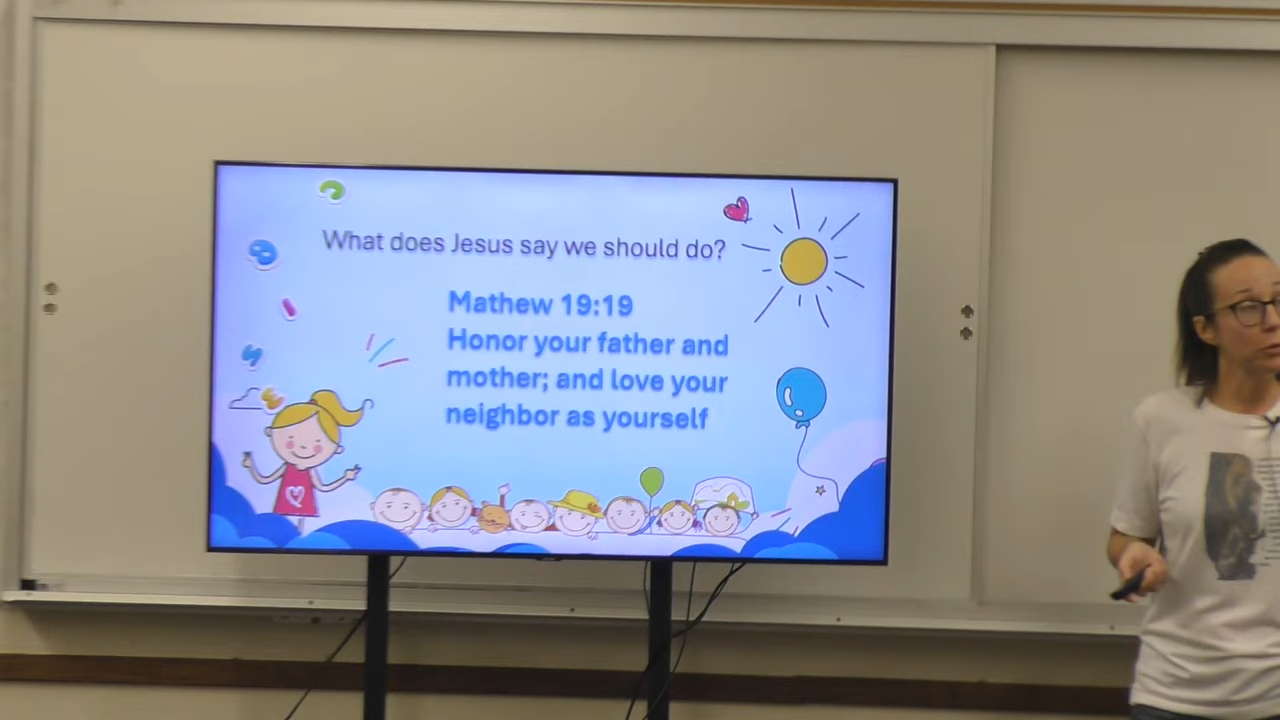 What does Jesus say we should do?
Mathew 19:19
Honor your father and
mother; and love your
neighbor as yourself